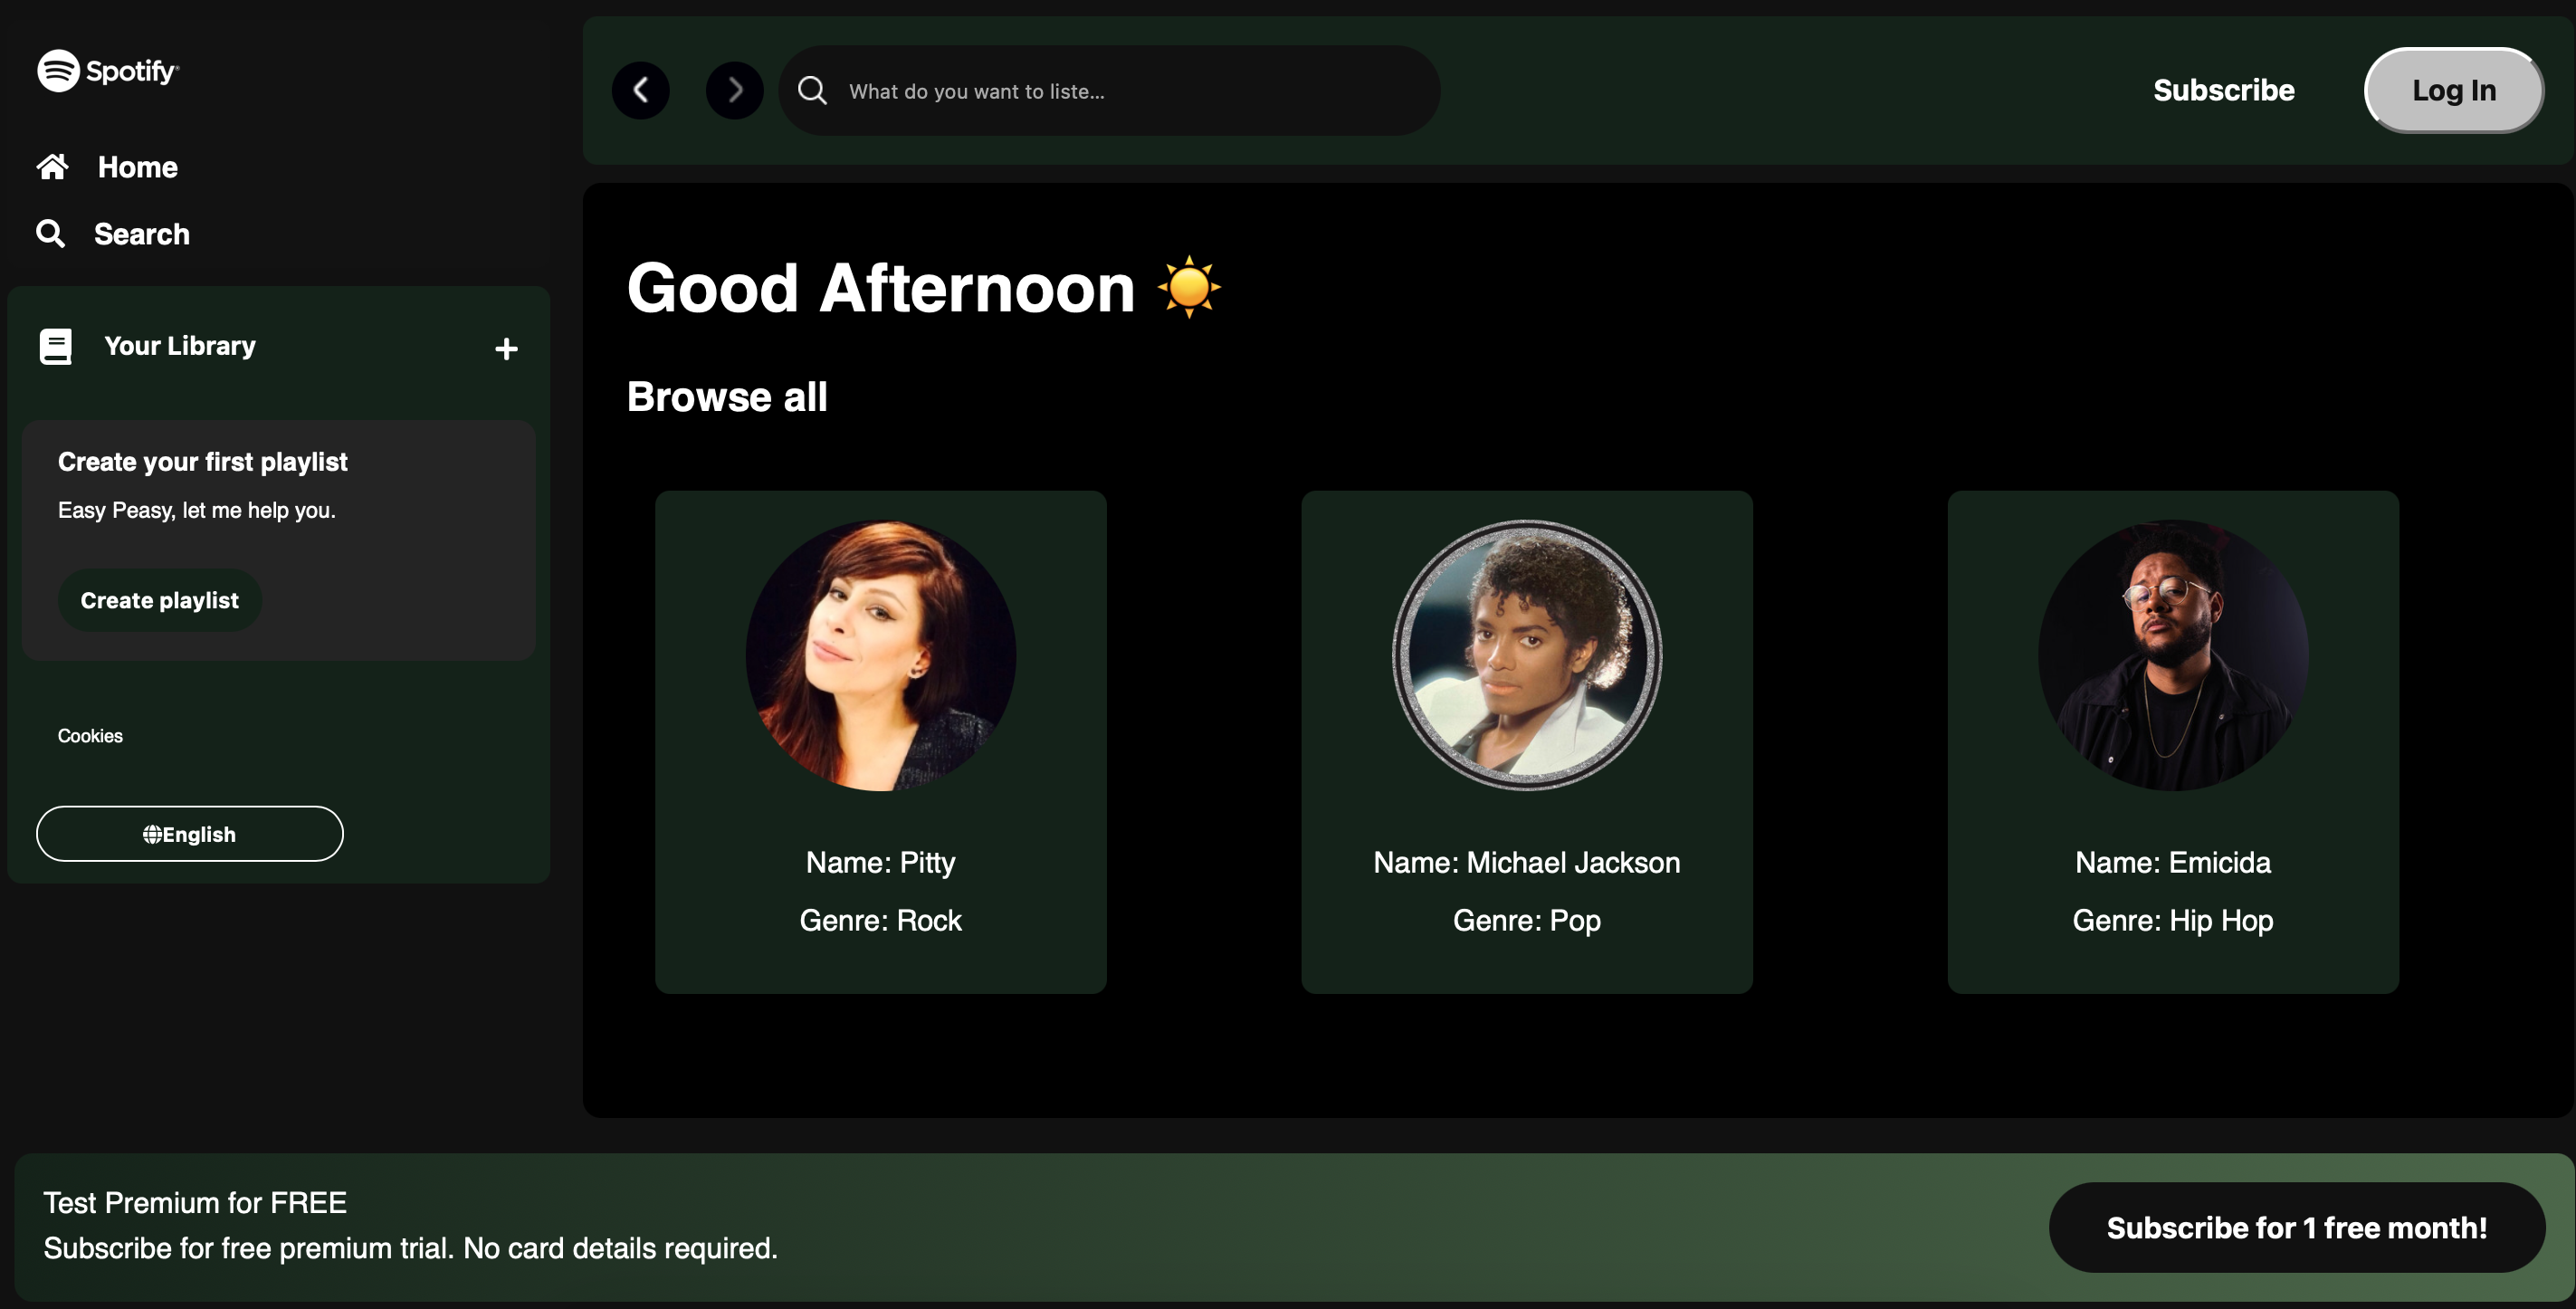 Spotify
Home
Search
Your Library
Create your first playlist
Easy Peasy, let me help you.
Create playlist
Cookies
English
What do you want to liste...
Subscribe
Log In
Good Afternoon ☀️
Browse all
Name: Pitty
Genre: Rock
Name: Michael Jackson
Genre: Pop
Name: Emicida
Genre: Hip Hop
Test Premium for FREE
Subscribe for free premium trial. No card details required.
Subscribe for 1 free month!